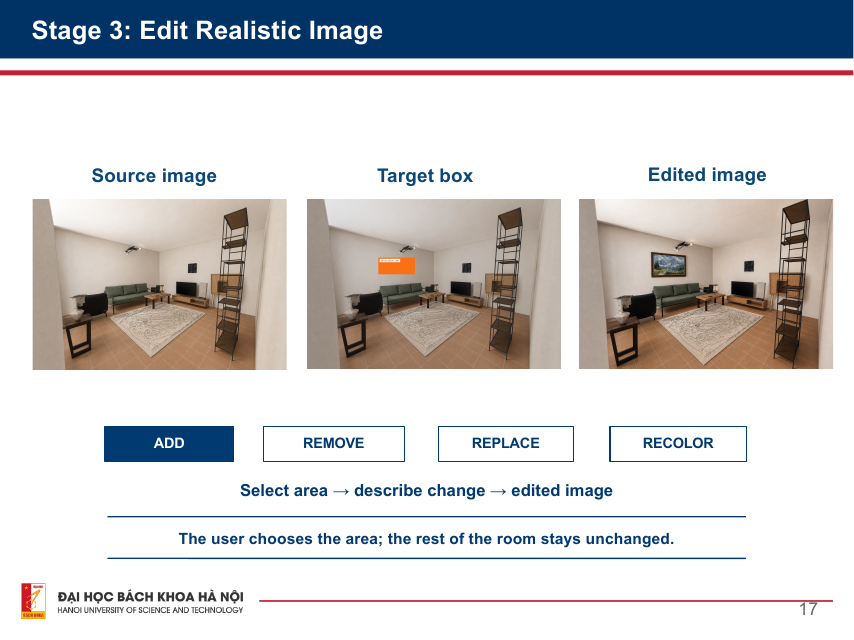 Stage 3: Edit Realistic Image
Source image
Target box
Edited image
ADD
REMOVE
REPLACE
RECOLOR
Select area → describe change → edited image
The user chooses the area; the rest of the room stays unchanged.
ĐẠI HỌC BÁCH KHOA HÀ NỘI
HANOI UNIVERSITY OF SCIENCE AND TECHNOLOGY
17